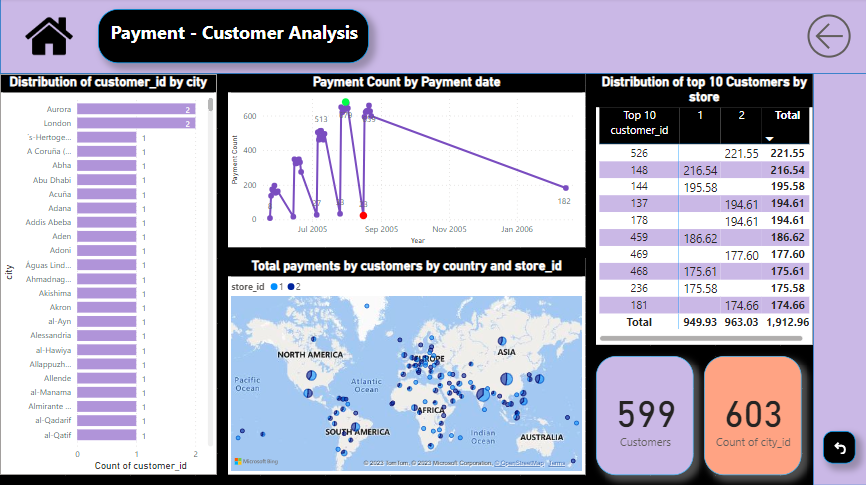 Payment - Customer Analysis
Distribution of customer_id by city
Aurora 2
London 2
's-Hertoge... 1
A Coruña (... 1
Abha 1
Abu Dhabi 1
Acuña 1
Adana 1
Addis Abeba 1
Aden 1
Adoni 1
Águas Lind... 1
Ahmadnag... 1
Akishima 1
Akron 1
al-Ayn 1
Alessandria 1
al-Hawiya 1
Allappuzh... 1
Allende 1
al-Manama 1
Almirante ... 1
al-Qadarif 1
al-Qatif 1
city
0 1 2
Count of customer_id
Payment Count by Payment date
Payment Count
600
400
200
0
513
182
Jul 2005 Sep 2005 Nov 2005 Jan 2006
Year
Total payments by customers by country and store_id
store_id 1 2
NORTH AMERICA
EUROPE
ASIA
Pacific
Ocean
Atlantic
Ocean
AFRICA
SOUTH AMERICA
Indian
Ocean
AUSTRALIA
Microsoft Bing
© 2023 TomTom, © 2023 Microsoft Corporation, © OpenStreetMap Terms
Distribution of top 10 Customers by
store
Top 10 1 2 Total
customer_id
526 221.55 221.55
148 216.54 216.54
144 195.58 195.58
137 194.61 194.61
178 194.61 194.61
459 186.62 186.62
469 177.60 177.60
468 175.61 175.61
236 175.58 175.58
181 174.66 174.66
Total 949.93 963.03 1,912.96
599
Customers
603
Count of city_id